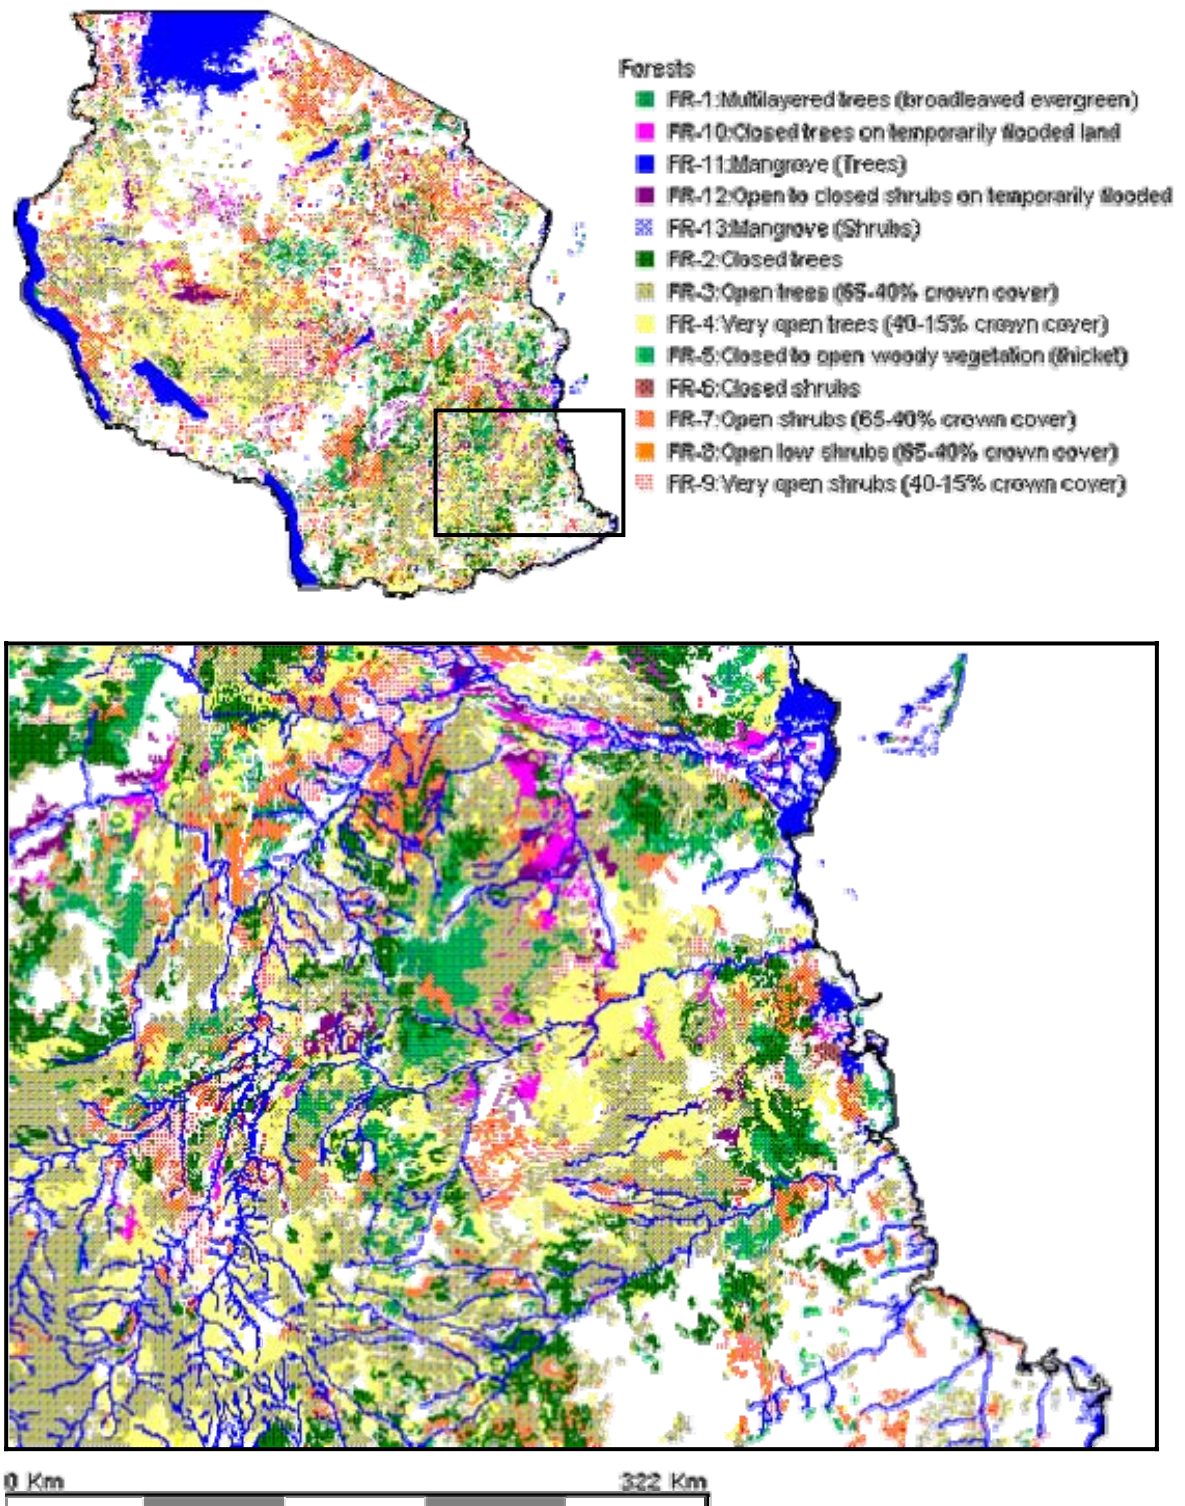 Forests
FR-1:Multilayered trees (broadleaved evergreen)
FR-10:Closed trees on temporarily flooded land
FR-11:Mangrove (Trees)
FR-12:Open to closed shrubs on temporarily flooded
FR-13:Mangrove (Shrubs)
FR-2:Closed trees
FR-3:Open trees (65-40% crown cover)
FR-4:Very open trees (40-15% crown cover)
FR-5:Closed to open woody vegetation (thicket)
FR-6:Closed shrubs
FR-7:Open shrubs (65-40% crown cover)
FR-8:Open low shrubs (65-40% crown cover)
FR-9:Very open shrubs (40-15% crown cover)
0 Km 322 Km